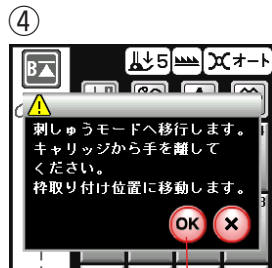 ④
B
5
オート
刺しゅうモードへ移行します。
キャリッジから手を離して
ください。
枠取り付け位置に移動します。
OK
×